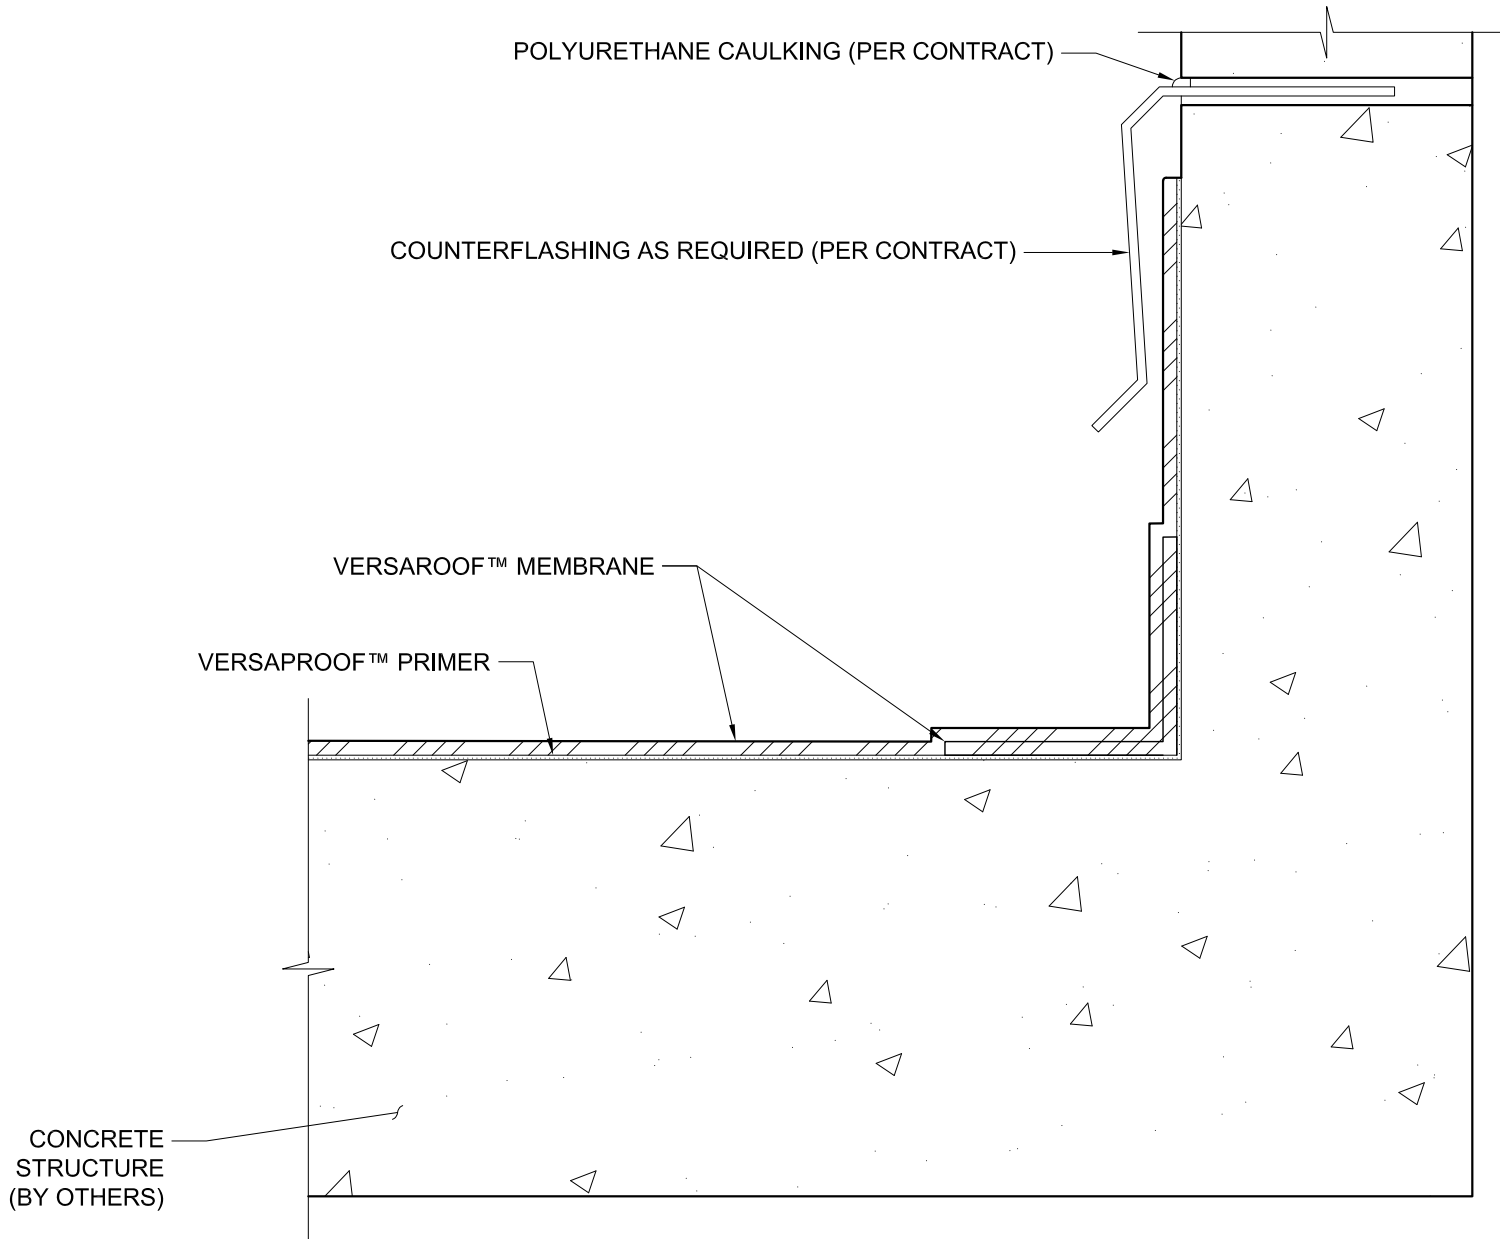 POLYURETHANE CAULKING (PER CONTRACT)
COUNTERFLASHING AS REQUIRED (PER CONTRACT)
VERSAROOF™ MEMBRANE
VERSAPROOF™ PRIMER
CONCRETE
STRUCTURE
(BY OTHERS)